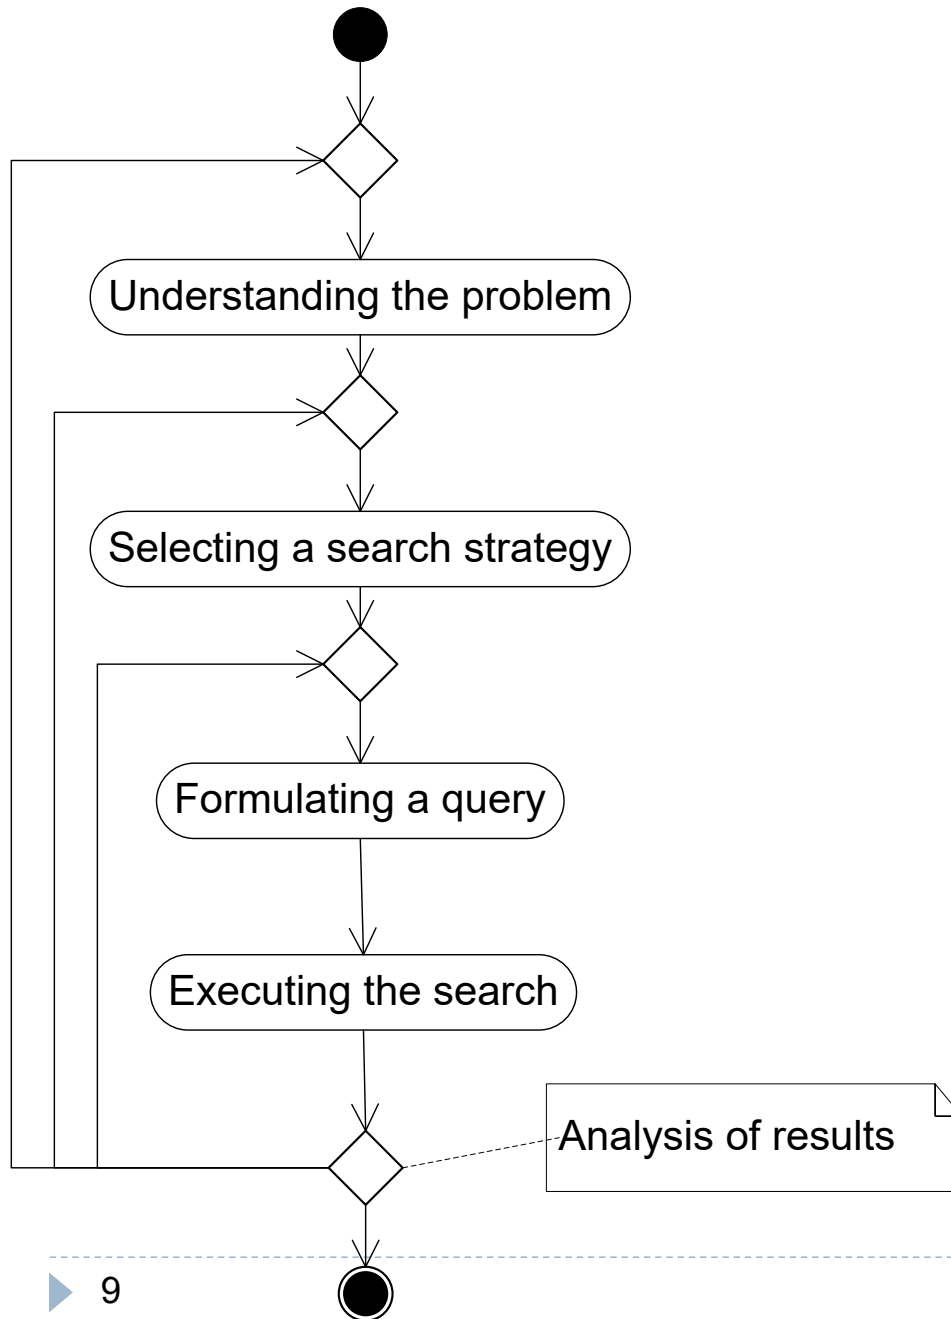 Understanding the problem
Selecting a search strategy
Formulating a query
Executing the search
Analysis of results
9